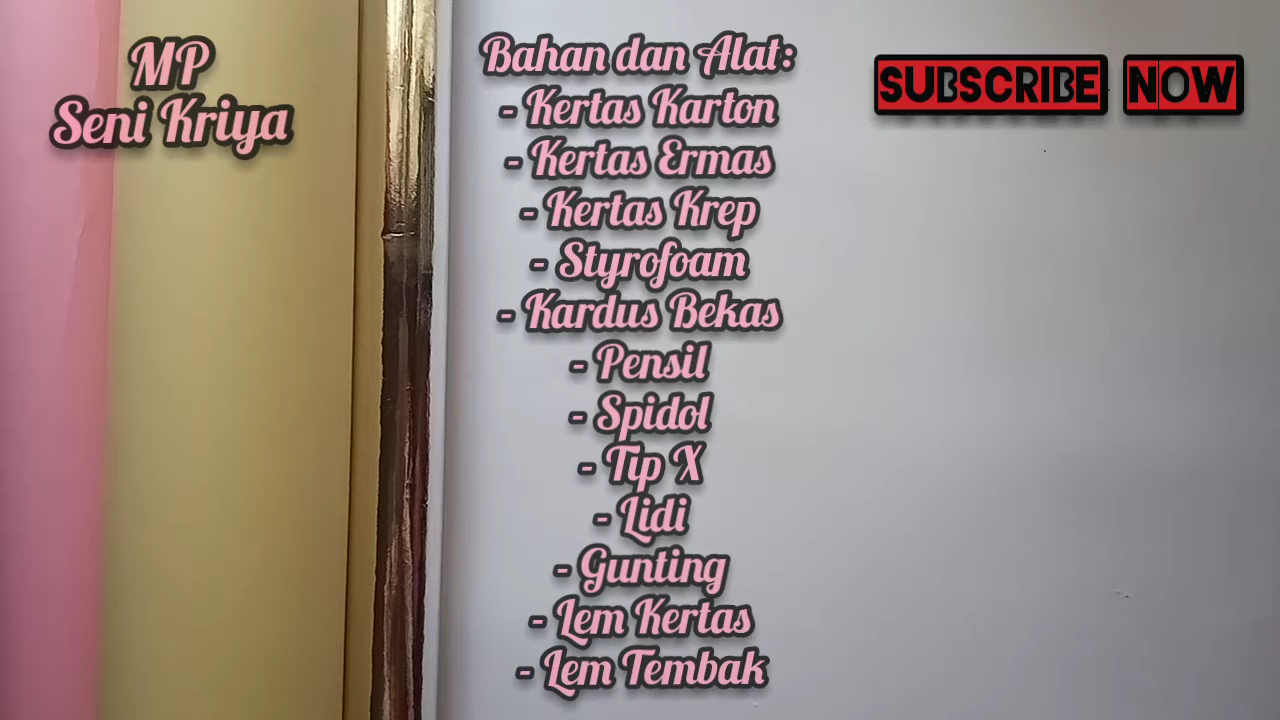 MP
Seni Kriya
Bahan dan Alat:
- Kertas Karton
- Kertas Ermas
- Kertas Krep
- Styrofoam
- Kardus Bekas
- Pensil
- Spidol
- Tip X
- Lidi
- Gunting
- Lem Kertas
- Lem Tembak
SUBSCRIBE NOW